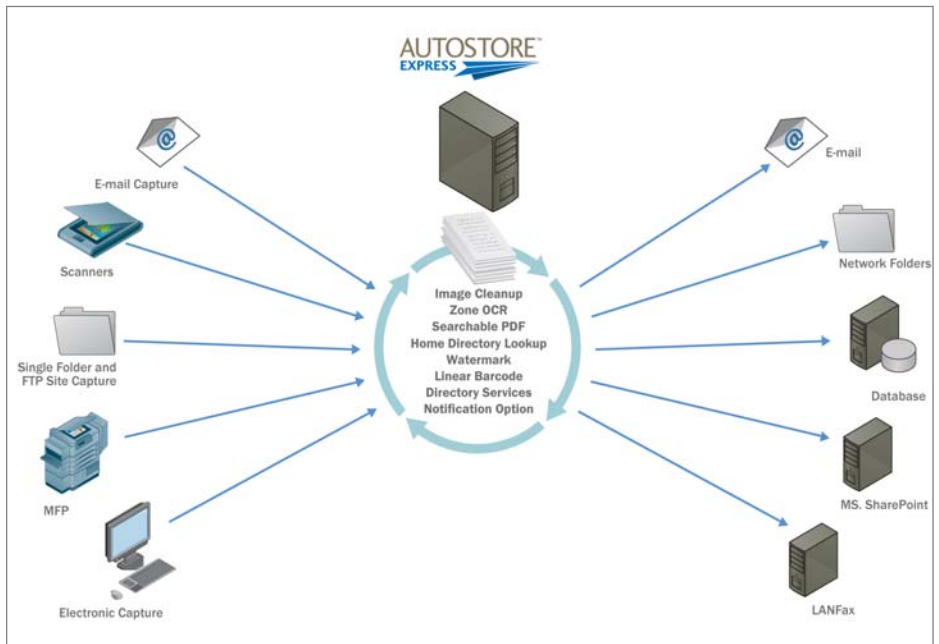 AUTOSTORE™
EXPRESS
E-mail Capture
Scanners
Single Folder and
FTP Site Capture
MFP
Electronic Capture
Image Cleanup
Zone OCR
Searchable PDF
Home Directory Lookup
Watermark
Linear Barcode
Directory Services
Notification Option
E-mail
Network Folders
Database
MS. SharePoint
LANFax